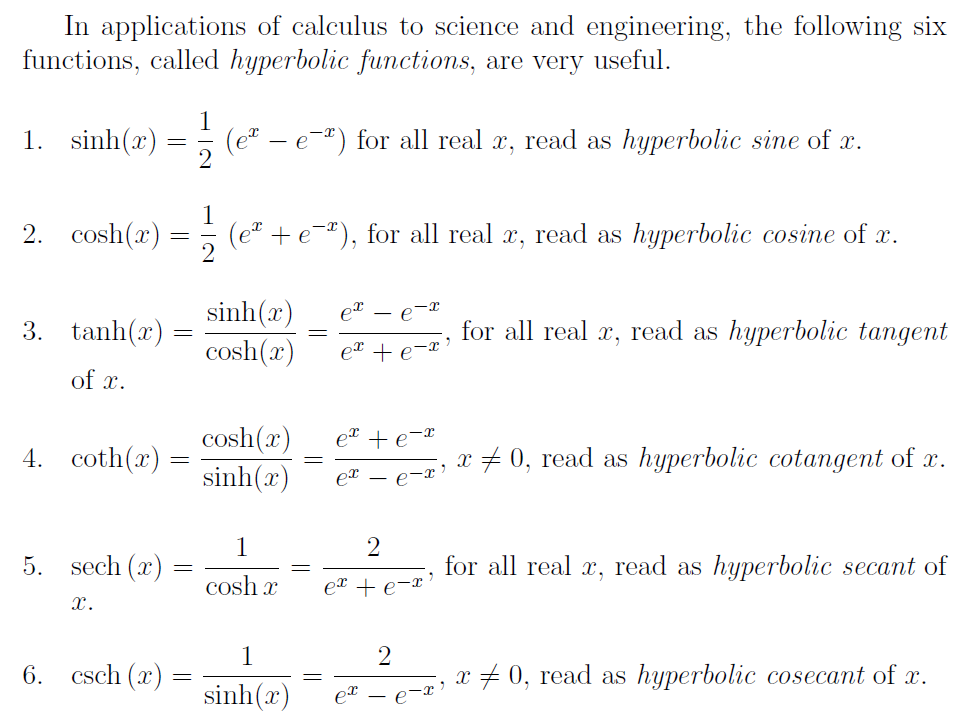 In applications of calculus to science and engineering, the following six
functions, called hyperbolic functions, are very useful.
1. sinh(x) = \frac{1}{2} (e^x − e^{−x}) for all real x, read as hyperbolic sine of x.
2. cosh(x) = \frac{1}{2} (e^x + e^{−x}), for all real x, read as hyperbolic cosine of x.
3. tanh(x) = \frac{sinh(x)}{cosh(x)} = \frac{e^x − e^{−x}}{e^x + e^{−x}}, for all real x, read as hyperbolic tangent
of x.
4. coth(x) = \frac{cosh(x)}{sinh(x)} = \frac{e^x + e^{−x}}{e^x − e^{−x}}, x ≠ 0, read as hyperbolic cotangent of x.
5. sech (x) = \frac{1}{cosh x} = \frac{2}{e^x + e^{−x}}, for all real x, read as hyperbolic secant of
x.
6. csch (x) = \frac{1}{sinh(x)} = \frac{2}{e^x − e^{−x}}, x ≠ 0, read as hyperbolic cosecant of x.